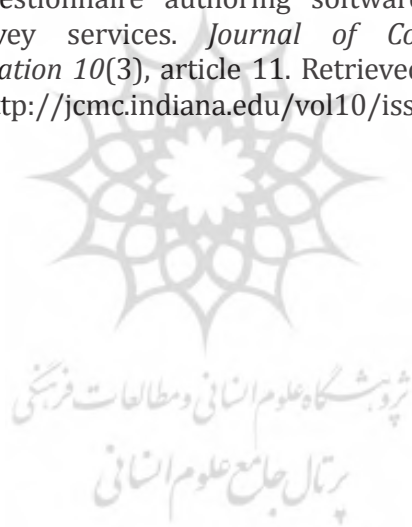 estionnaire authoring software
vey services. Journal of Co
ation 10(3), article 11. Retrieved
ttp://jcmc.indiana.edu/vol10/iss
پژوهشگاه علوم انسانی و مطالعات فرهنگی
پرتال جامع علوم انسانی